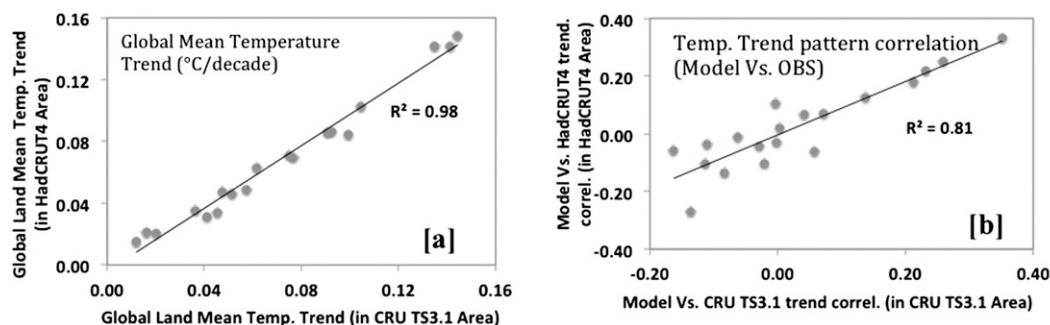 Global Land Mean Temp. Trend
(in HadCRUT4 Area)
0.16
0.12
0.08
0.04
0.00
Global Mean Temperature
Trend (°C/decade)
R² = 0.98
[a]
0.00
0.04
0.08
0.12
0.16
Global Land Mean Temp. Trend (in CRU TS3.1 Area)
Model Vs. HadCRUT4 trend.
correl. (in HadCRUT4 Area)
0.40
0.20
0.00
-0.20
-0.40
Temp. Trend pattern correlation
(Model Vs. OBS)
R² = 0.81
[b]
-0.20
0.00
0.20
0.40
Model Vs. CRU TS3.1 trend correl. (in CRU TS3.1 Area)